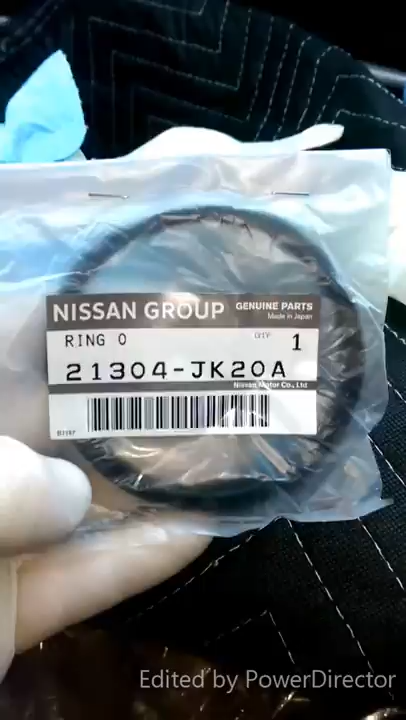 NISSAN GROUP
GENUINE PARTS
Made in Japan
RING O
QTY
1
21304-JK20A
Nissan Motor Co., Ltd
Edited by PowerDirector